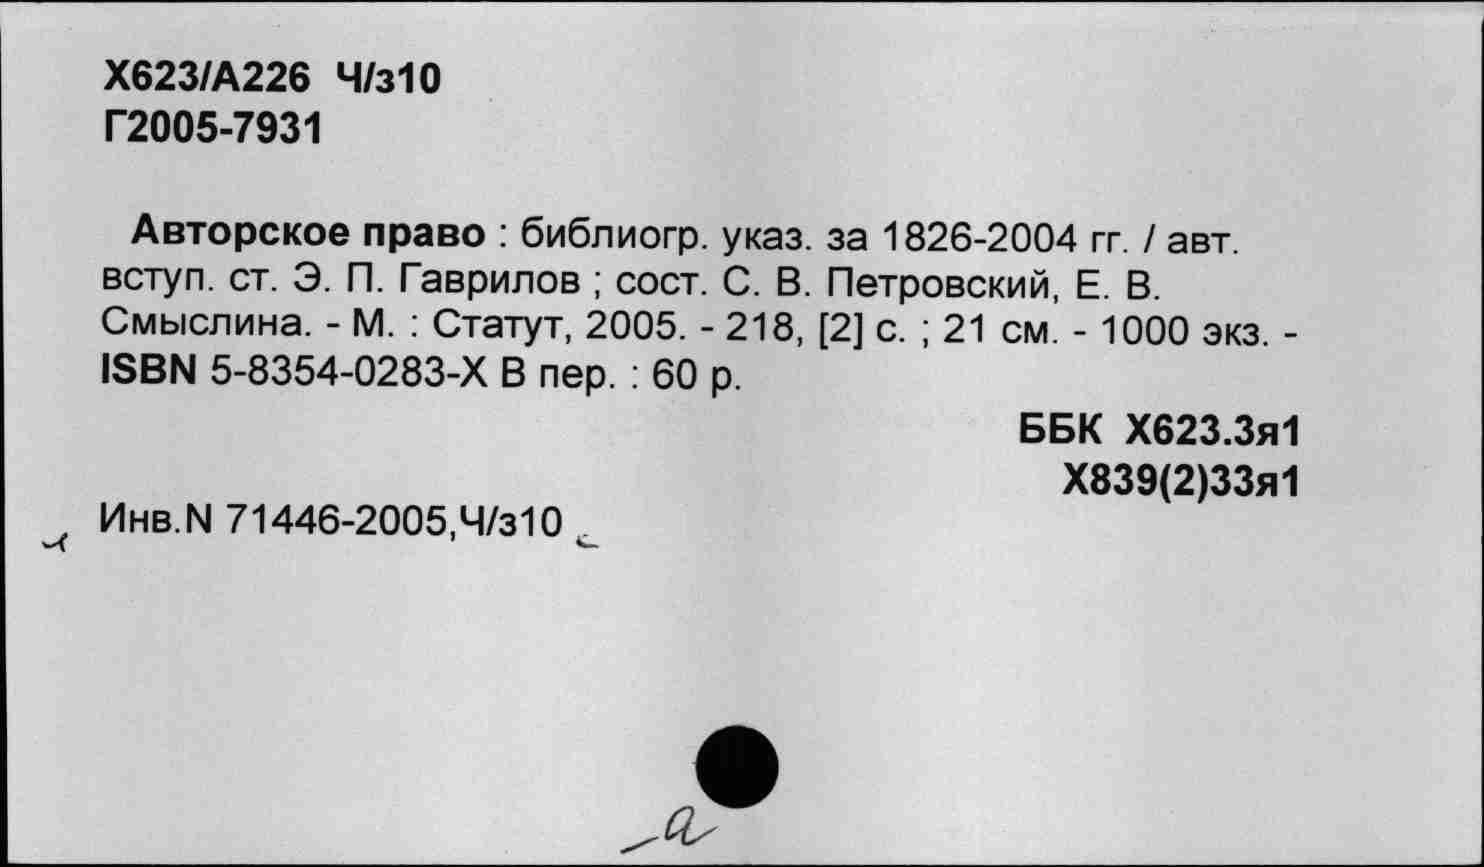 Х623/А226 Ч/з10
Г2005-7931
Авторское право : библиогр. указ. за 1826-2004 гг. / авт.
вступ. ст. Э. П. Гаврилов ; сост. С. В. Петровский, Е. В.
Смыслина. - М. : Статут, 2005. - 218, [2] с. ; 21 см. - 1000 экз. -
ISBN 5-8354-0283-X В пер. : 60 р.
ББК Х623.3я1
Х839(2)33я1
Инв.N 71446-2005,Ч/з10
а